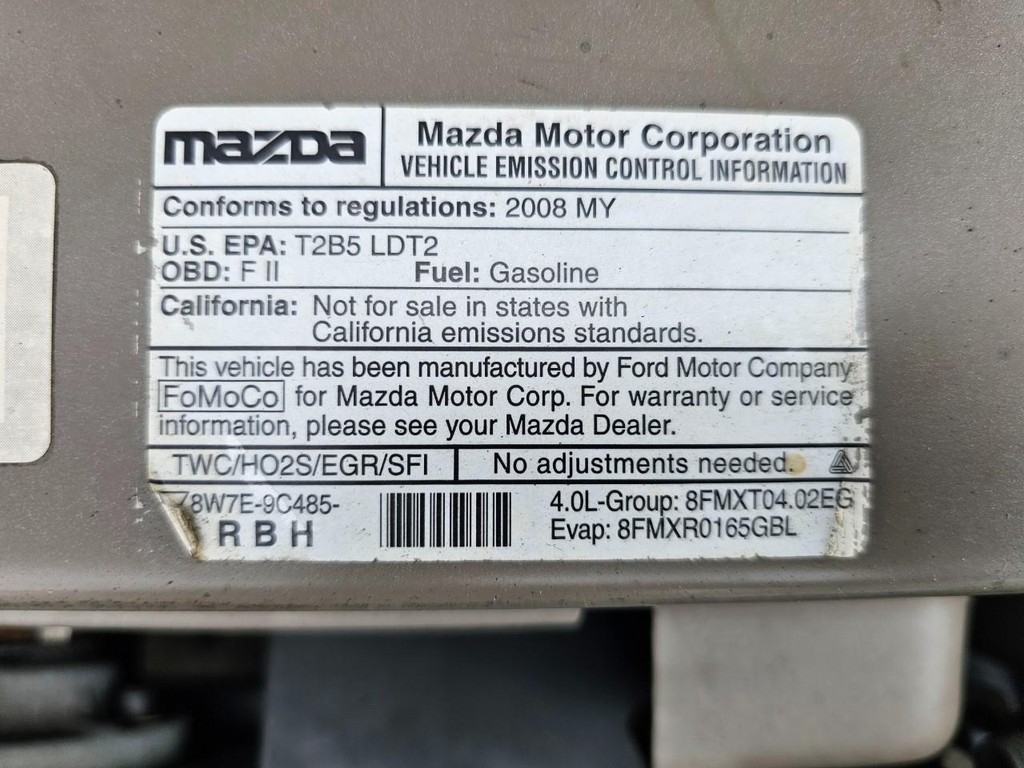 mazda
Mazda Motor Corporation
VEHICLE EMISSION CONTROL INFORMATION
Conforms to regulations: 2008 MY
U.S. EPA: T2B5 LDT2
OBD: F II Fuel: Gasoline
California: Not for sale in states with
California emissions standards.
This vehicle has been manufactured by Ford Motor Company
FoMoCo for Mazda Motor Corp. For warranty or service
information, please see your Mazda Dealer.
TWC/HO2S/EGR/SFI No adjustments needed.
8W7E-9C485-
R B H
4.0L-Group: 8FMXT04.02EG
Evap: 8FMXR0165GBL